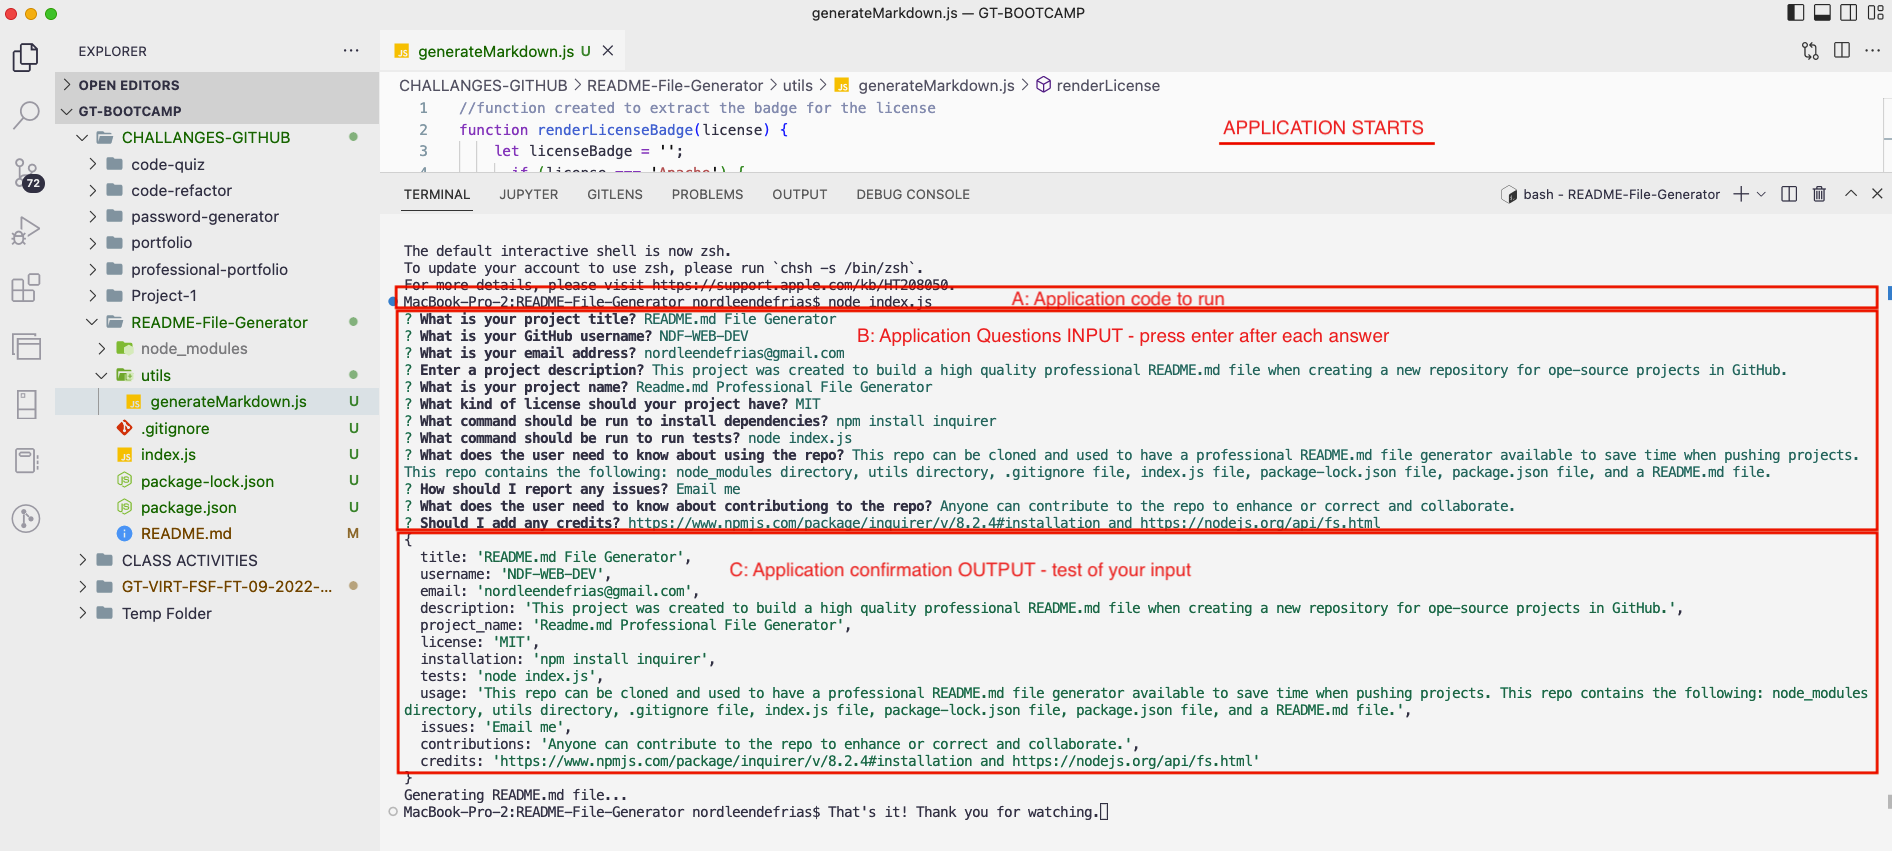 generateMarkdown.js — GT-BOOTCAMP
EXPLORER
OPEN EDITORS
GT-BOOTCAMP
CHALLANGES-GITHUB
code-quiz
code-refactor
password-generator
portfolio
professional-portfolio
Project-1
README-File-Generator
node_modules
utils
JS generateMarkdown.js U
.gitignore U
JS index.js U
package-lock.json U
package.json U
README.md M
CLASS ACTIVITIES
GT-VIRT-FSF-FT-09-2022-...
Temp Folder
72
JS generateMarkdown.js U
CHALLANGES-GITHUB > README-File-Generator > utils > JS generateMarkdown.js > renderLicense
1 //function created to extract the badge for the license
2 function renderLicenseBadge(license) {
3 let licenseBadge = '';
4 if (license === 'Apache') {
APPLICATION STARTS
TERMINAL JUPYTER GITLENS PROBLEMS OUTPUT DEBUG CONSOLE
bash - README-File-Generator
The default interactive shell is now zsh.
To update your account to use zsh, please run `chsh -s /bin/zsh`.
For more details, please visit https://support.apple.com/kb/HT208050.
MacBook-Pro-2:README-File-Generator nordleendefrias$ node index.js
A: Application code to run
? What is your project title? README.md File Generator
? What is your GitHub username? NDF-WEB-DEV
B: Application Questions INPUT - press enter after each answer
? What is your email address? nordleendefrias@gmail.com
? Enter a project description? This project was created to build a high quality professional README.md file when creating a new repository for ope-source projects in GitHub.
? What is your project name? Readme.md Professional File Generator
? What kind of license should your project have? MIT
? What command should be run to install dependencies? npm install inquirer
? What command should be run to run tests? node index.js
? What does the user need to know about using the repo? This repo can be cloned and used to have a professional README.md file generator available to save time when pushing projects.
This repo contains the following: node_modules directory, utils directory, .gitignore file, index.js file, package-lock.json file, package.json file, and a README.md file.
? How should I report any issues? Email me
? What does the user need to know about contributiong to the repo? Anyone can contribute to the repo to enhance or correct and collaborate.
? Should I add any credits? https://www.npmjs.com/package/inquirer/v/8.2.4#installation and https://nodejs.org/api/fs.html
{
title: 'README.md File Generator',
username: 'NDF-WEB-DEV',
C: Application confirmation OUTPUT - test of your input
email: 'nordleendefrias@gmail.com',
description: 'This project was created to build a high quality professional README.md file when creating a new repository for ope-source projects in GitHub.',
project_name: 'Readme.md Professional File Generator',
license: 'MIT',
installation: 'npm install inquirer',
tests: 'node index.js',
usage: 'This repo can be cloned and used to have a professional README.md file generator available to save time when pushing projects. This repo contains the following: node_modules
directory, utils directory, .gitignore file, index.js file, package-lock.json file, package.json file, and a README.md file.',
issues: 'Email me',
contributions: 'Anyone can contribute to the repo to enhance or correct and collaborate.',
credits: 'https://www.npmjs.com/package/inquirer/v/8.2.4#installation and https://nodejs.org/api/fs.html'
}
Generating README.md file...
MacBook-Pro-2:README-File-Generator nordleendefrias$ That's it! Thank you for watching.